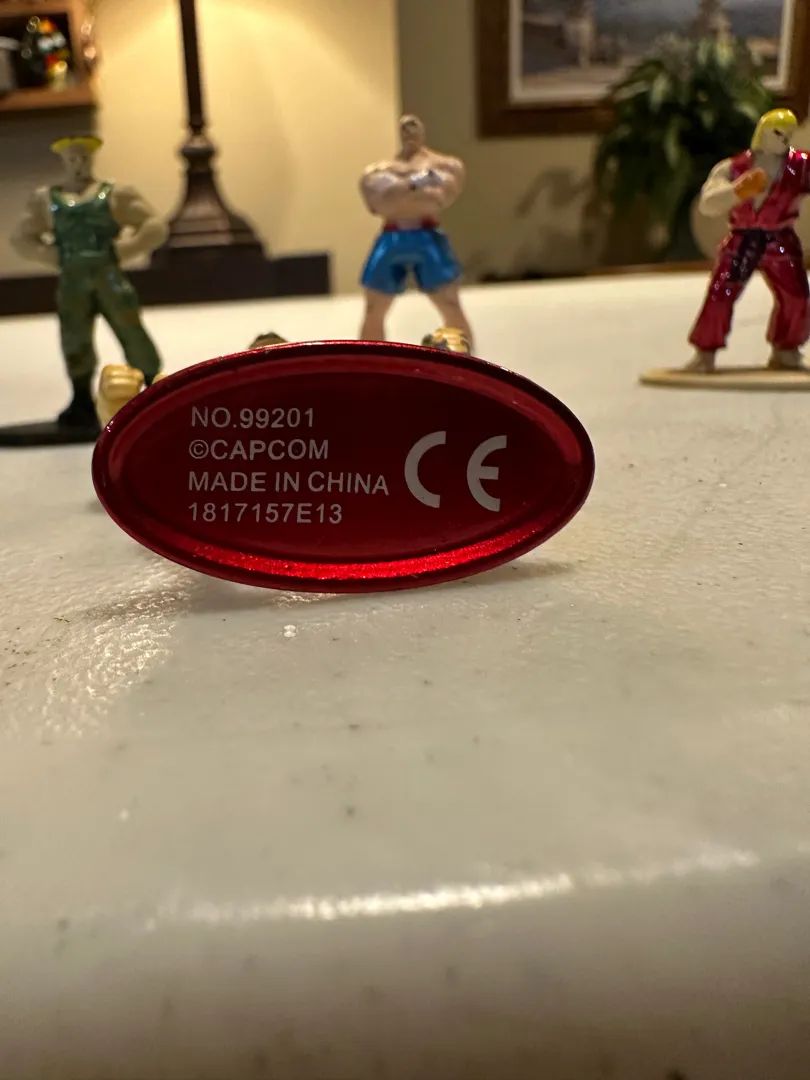 NO.99201
©CAPCOM
MADE IN CHINA
1817157E13
CE